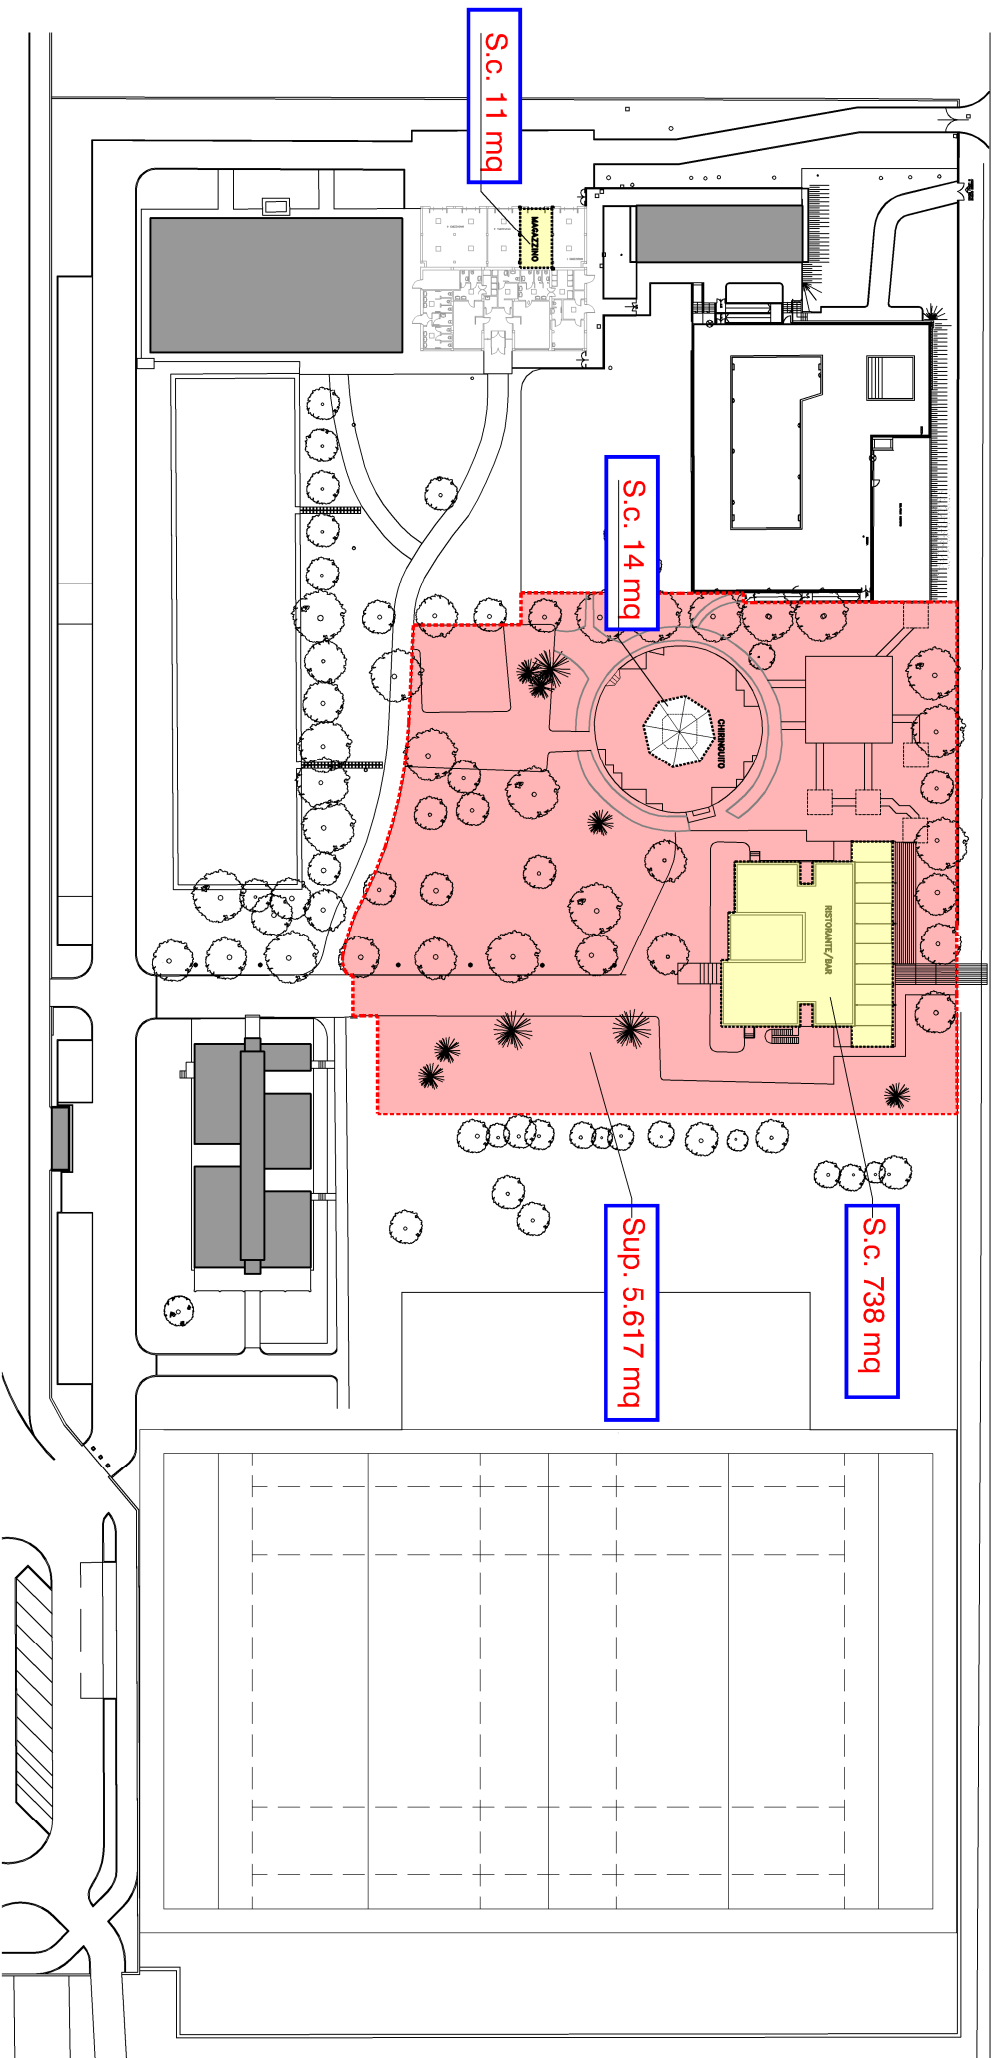 S.c. 11 mq
MAGAZZINO
S.c. 14 mq
CHIRINGUITO
RISTORANTE/BAR
Sup. 5.617 mq
S.c. 738 mq